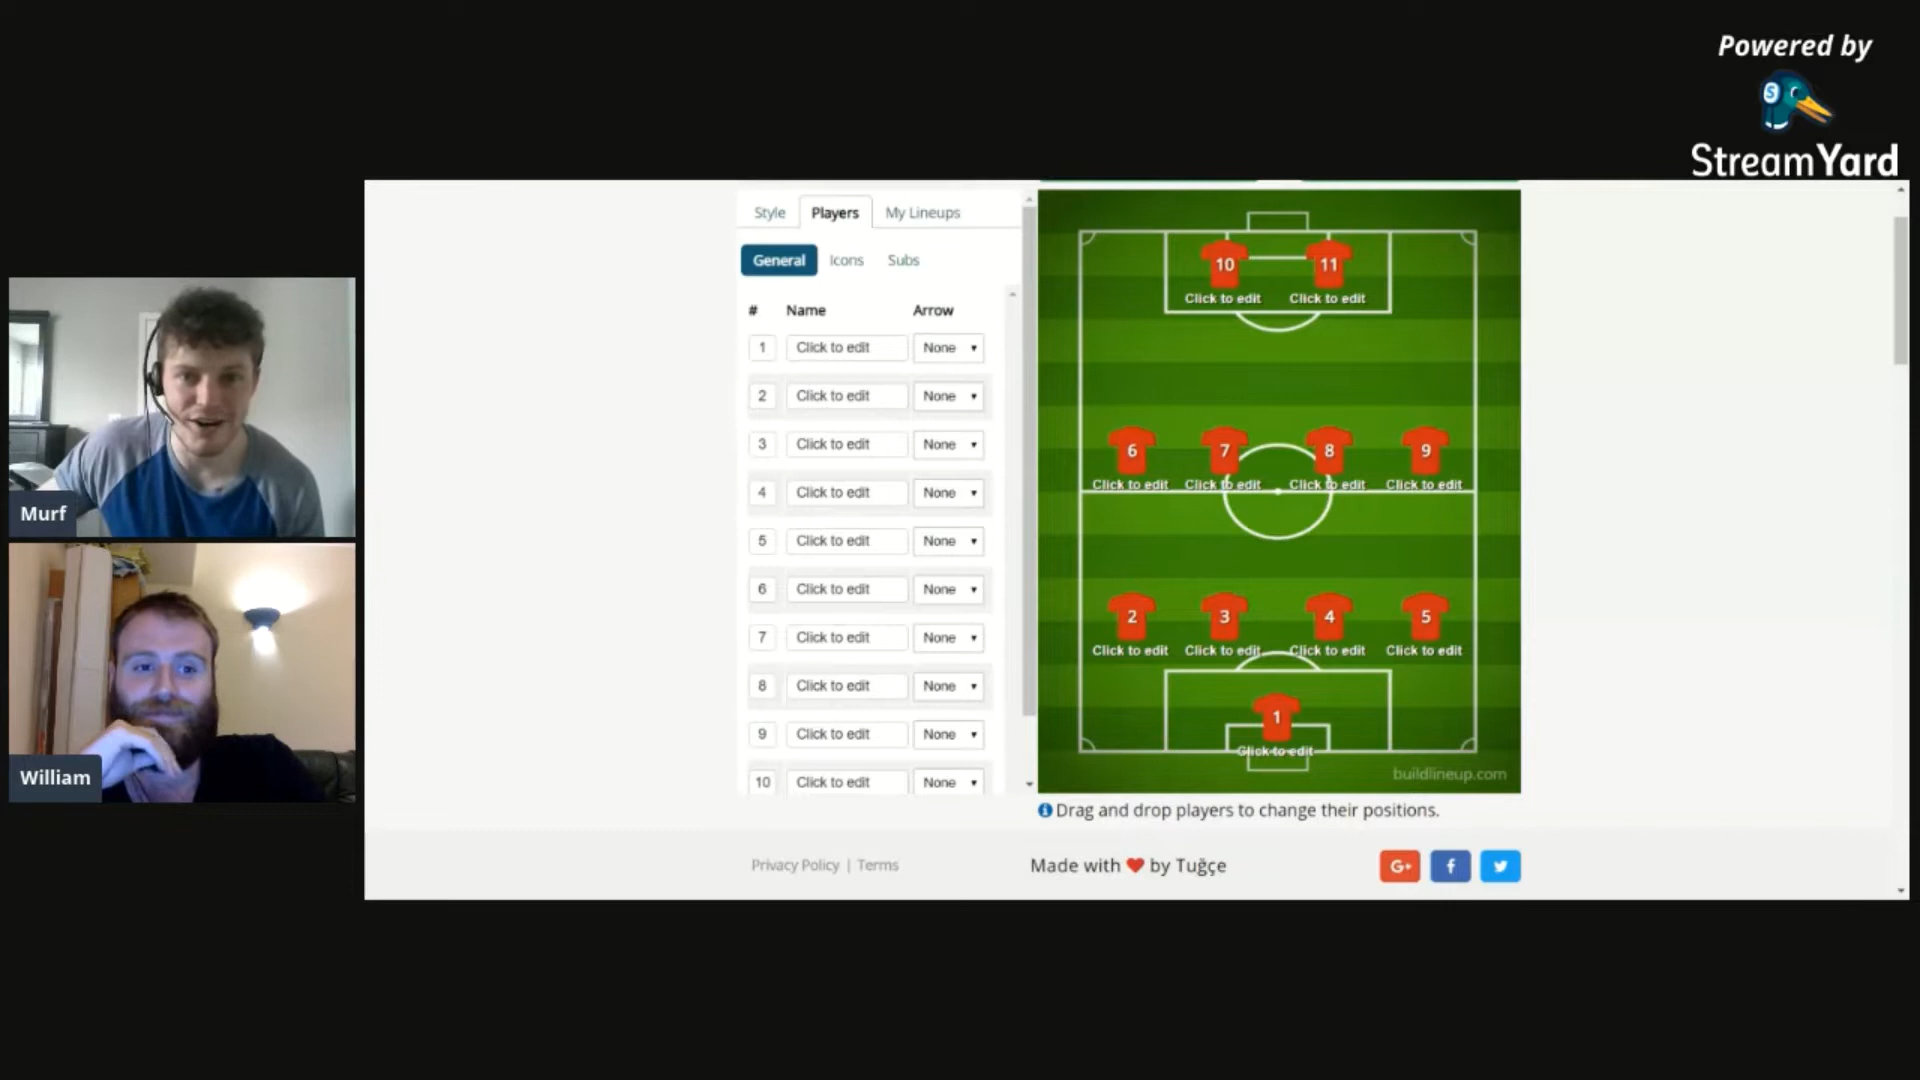 Powered by
S
StreamYard
Murf
William
Style Players My Lineups
General Icons Subs
# Name Arrow
1 Click to edit None
2 Click to edit None
3 Click to edit None
4 Click to edit None
5 Click to edit None
6 Click to edit None
7 Click to edit None
8 Click to edit None
9 Click to edit None
10 Click to edit None
10 11
Click to edit Click to edit
6 7 8 9
Click to edit Click to edit Click to edit Click to edit
2 3 4 5
Click to edit Click to edit Click to edit Click to edit
1
Click to edit
buildlineup.com
Drag and drop players to change their positions.
Privacy Policy | Terms
Made with ❤ by Tuğçe
G+ f